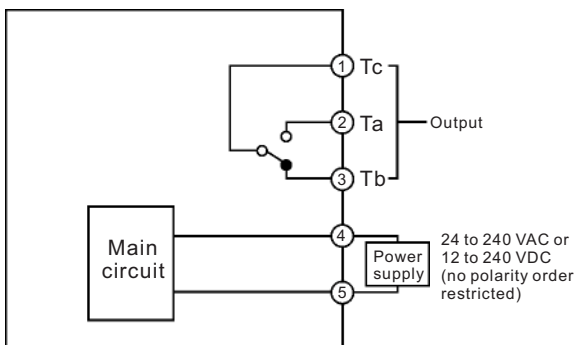 1 Tc
2 Ta
Output
3 Tb
Main
circuit
4
5
Power
supply
24 to 240 VAC or
12 to 240 VDC
(no polarity order
restricted)